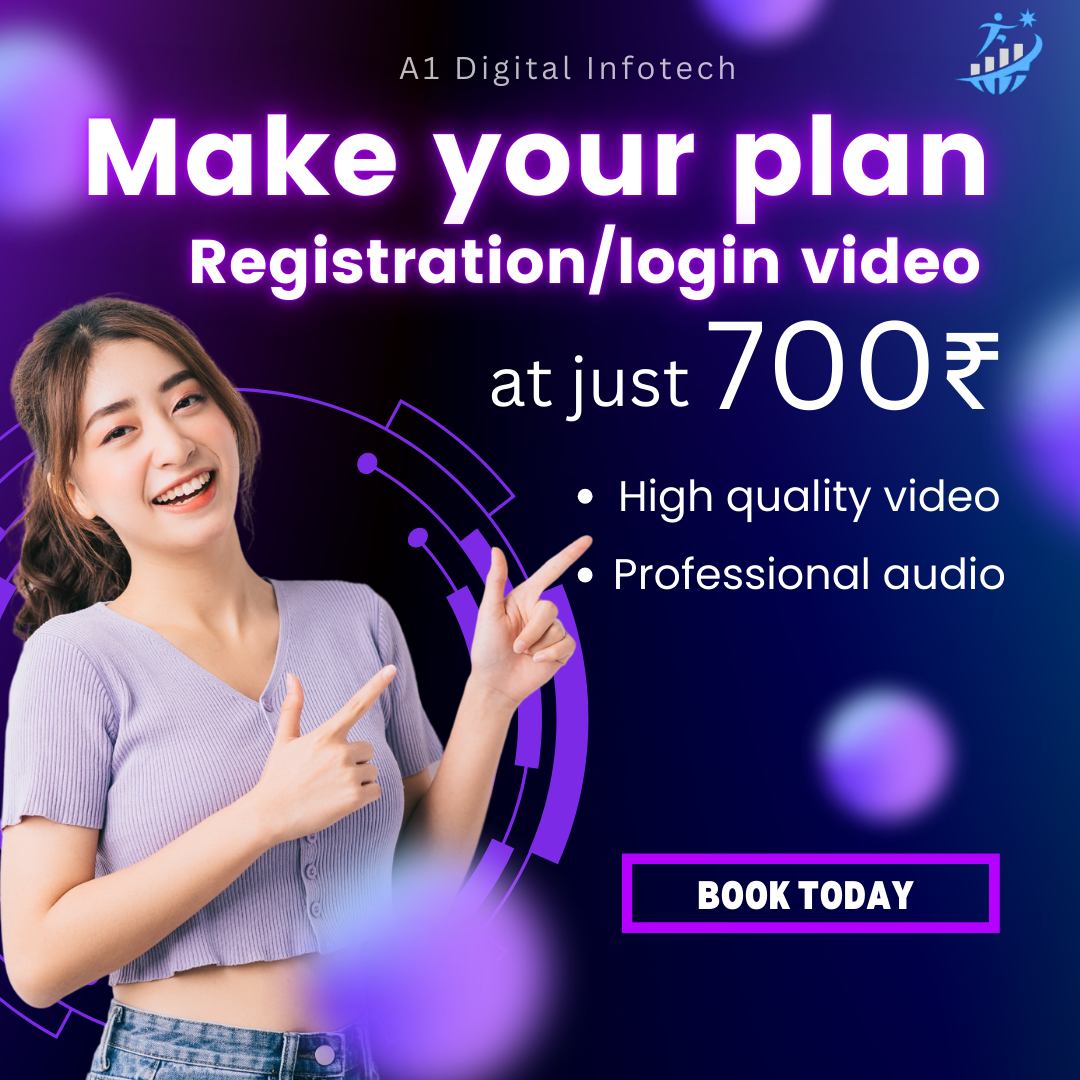 A1 Digital Infotech
Make your plan
Registration/login video
at just 700₹
• High quality video
• Professional audio
BOOK TODAY